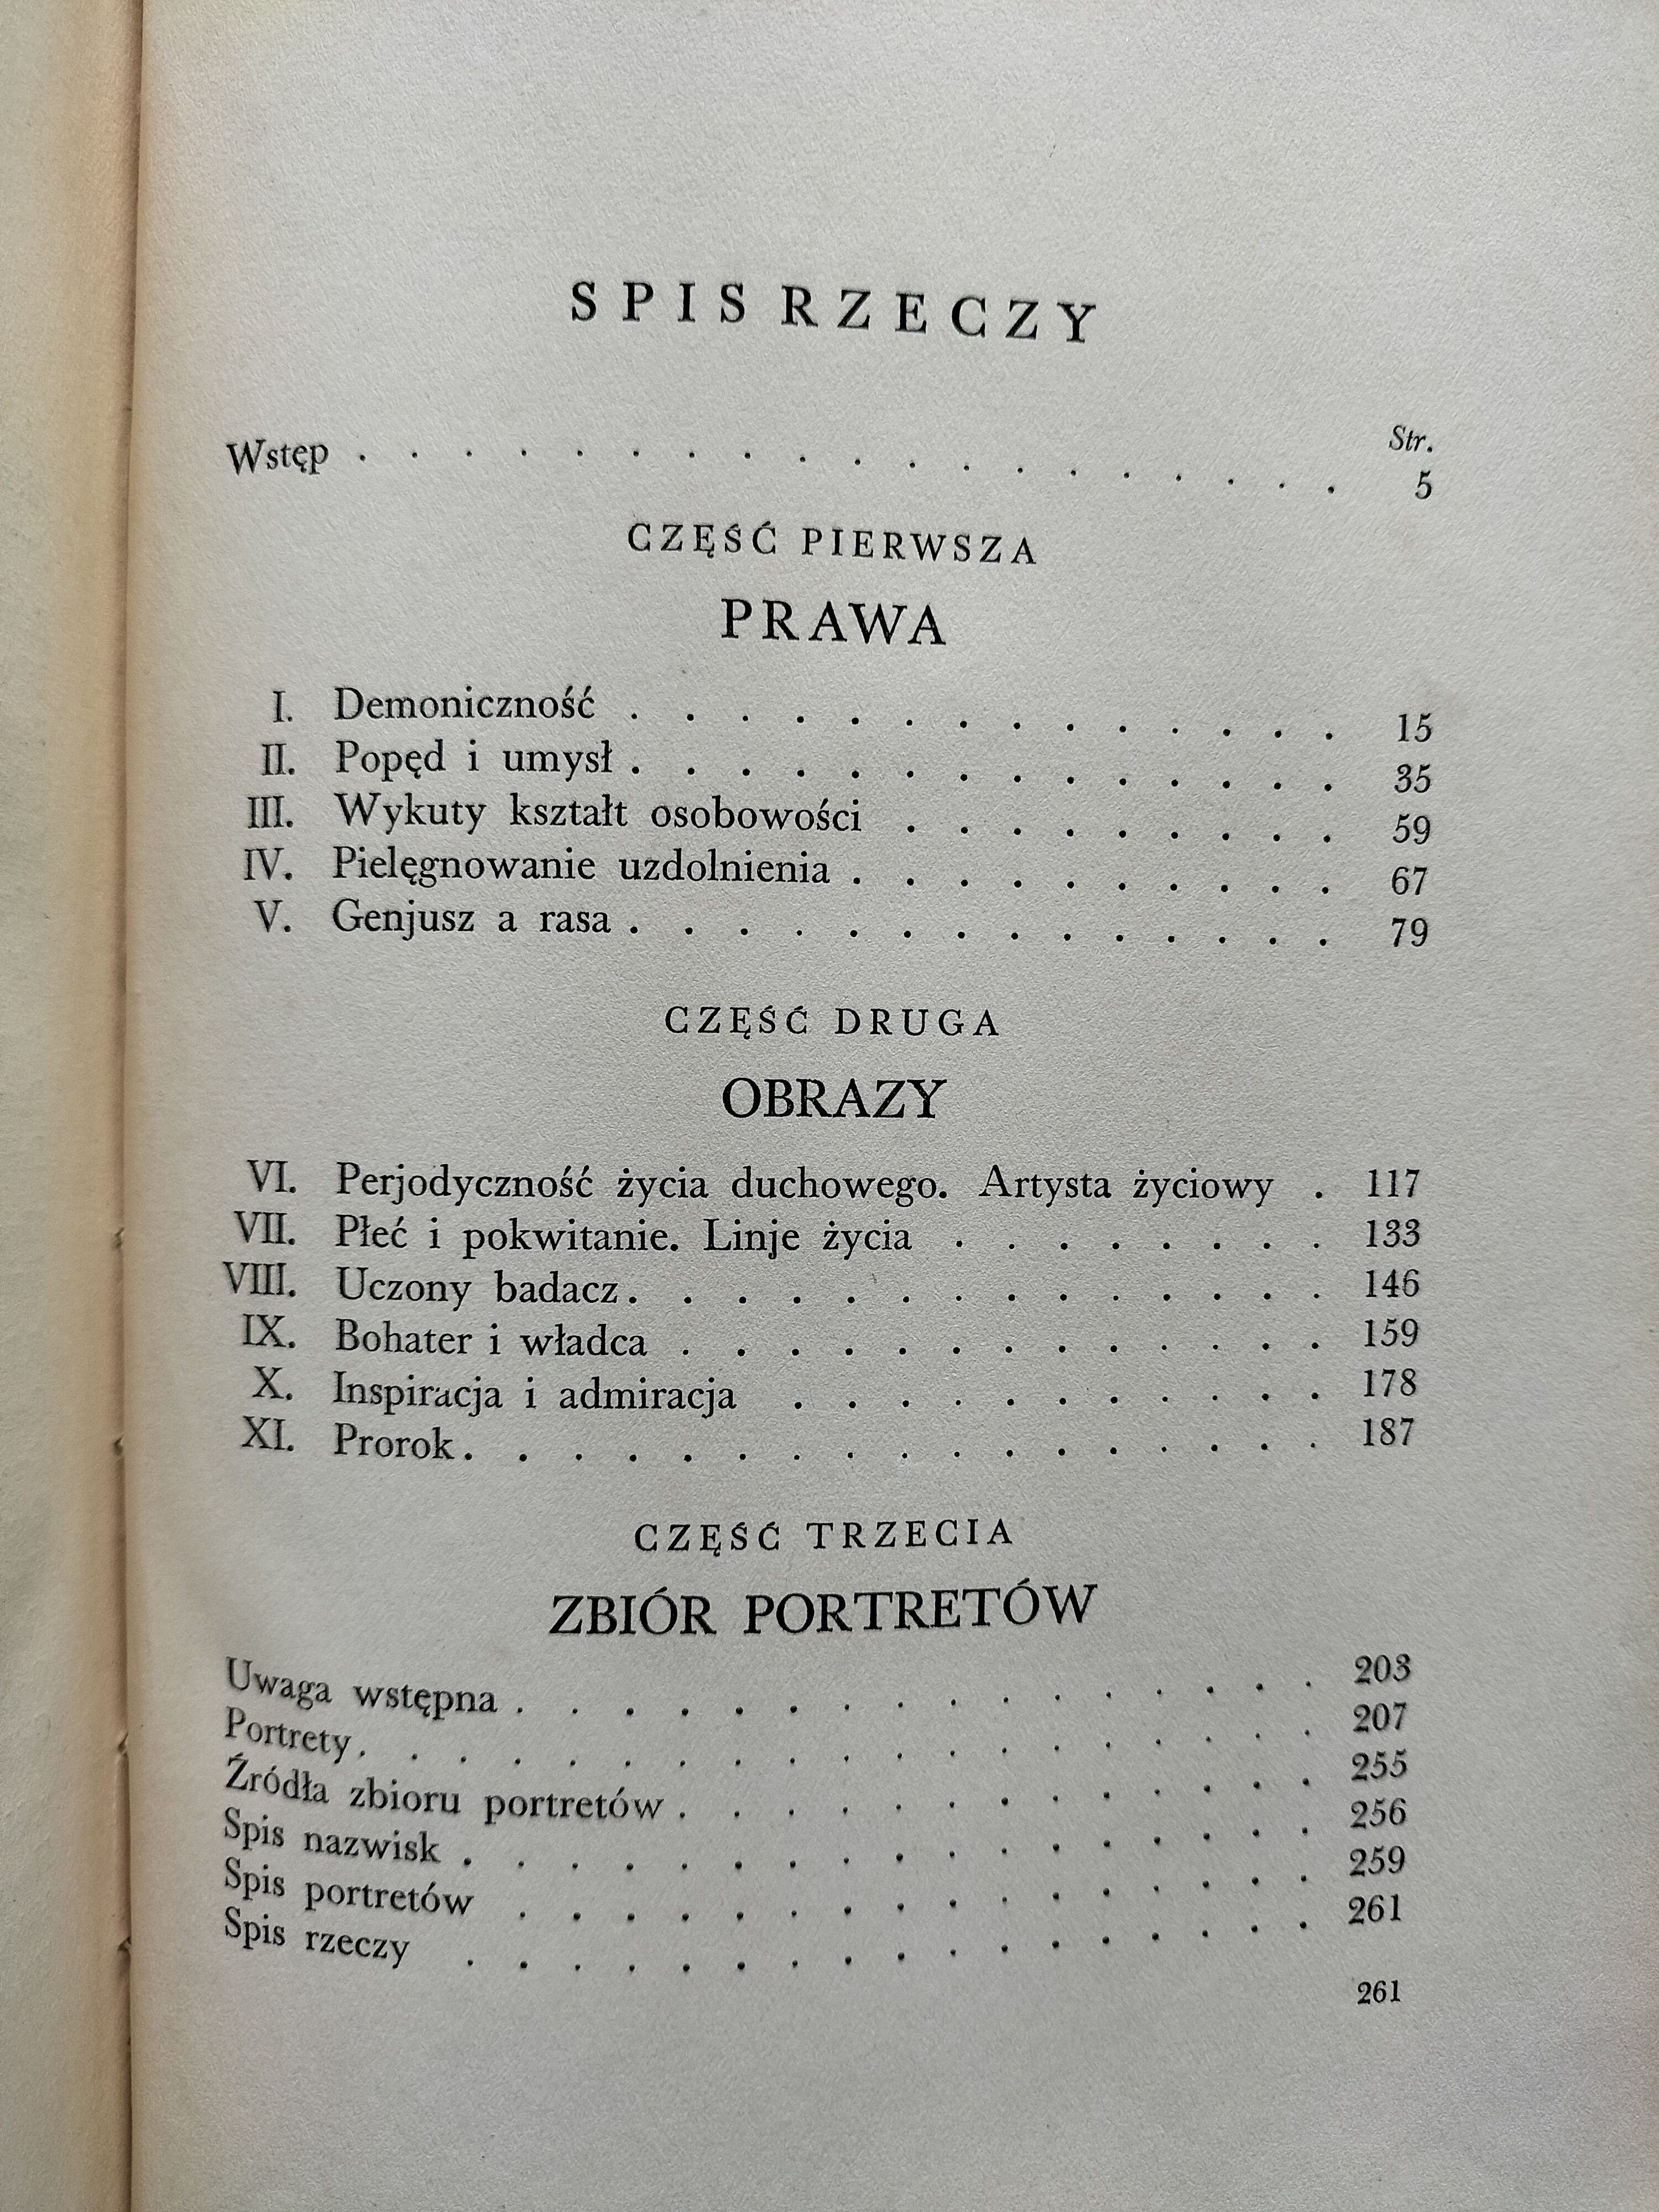 SPIS RZECZY
Str.
Wstęp . . . . . . . . . . . . . . . . . . . 5
CZĘŚĆ PIERWSZA
PRAWA
I. Demoniczność . . . . . . . . . . . . . . 15
II. Popęd i umysł . . . . . . . . . . . . . . 35
III. Wykuty kształt osobowości . . . . . . . . . 59
IV. Pielęgnowanie uzdolnienia . . . . . . . . . . 67
V. Genjusz a rasa . . . . . . . . . . . . . . 79
CZĘŚĆ DRUGA
OBRAZY
VI. Perjodyczność życia duchowego. Artysta życiowy . 117
VII. Płeć i pokwitanie. Linje życia . . . . . . . . 133
VIII. Uczony badacz . . . . . . . . . . . . . . 146
IX. Bohater i władca . . . . . . . . . . . . . 159
X. Inspiracja i admiracja . . . . . . . . . . . 178
XI. Prorok . . . . . . . . . . . . . . . . . 187
CZĘŚĆ TRZECIA
ZBIÓR PORTRETÓW
Uwaga wstępna . . . . . . . . . . . . . . . . 203
Portrety . . . . . . . . . . . . . . . . . . . 207
Źródła zbioru portretów . . . . . . . . . . . . . 255
Spis nazwisk . . . . . . . . . . . . . . . . . 256
Spis portretów . . . . . . . . . . . . . . . . 259
Spis rzeczy . . . . . . . . . . . . . . . . . 261
261